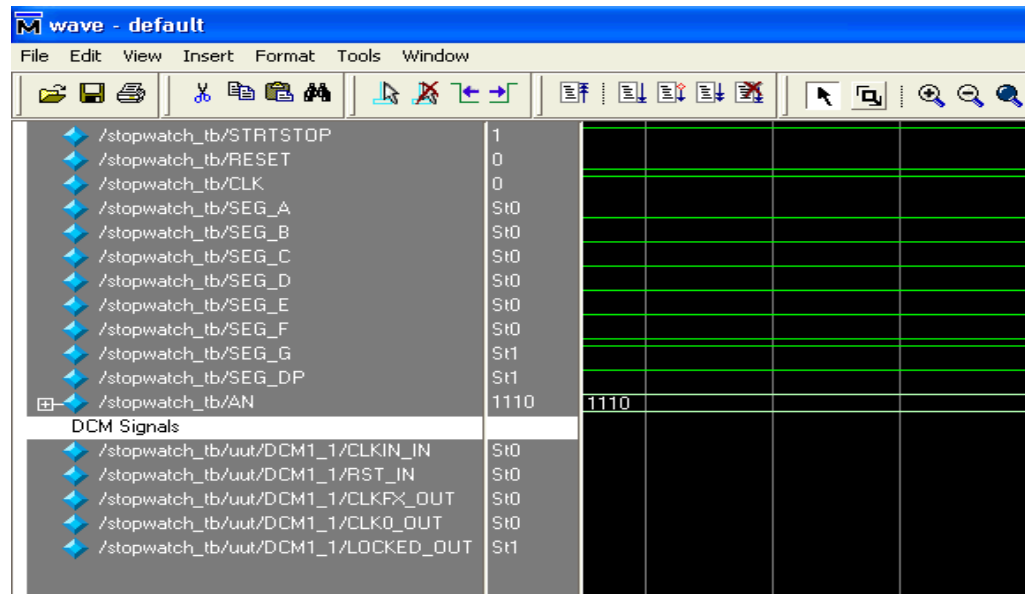 wave - default
File Edit View Insert Format Tools Window
/stopwatch_tb/STRTSTOP 1
/stopwatch_tb/RESET 0
/stopwatch_tb/CLK 0
/stopwatch_tb/SEG_A St0
/stopwatch_tb/SEG_B St0
/stopwatch_tb/SEG_C St0
/stopwatch_tb/SEG_D St0
/stopwatch_tb/SEG_E St0
/stopwatch_tb/SEG_F St0
/stopwatch_tb/SEG_G St1
/stopwatch_tb/SEG_DP St1
/stopwatch_tb/AN 1110 1110
DCM Signals
/stopwatch_tb/uut/DCM1_1/CLKIN_IN St0
/stopwatch_tb/uut/DCM1_1/RST_IN St0
/stopwatch_tb/uut/DCM1_1/CLKFX_OUT St0
/stopwatch_tb/uut/DCM1_1/CLK0_OUT St0
/stopwatch_tb/uut/DCM1_1/LOCKED_OUT St1